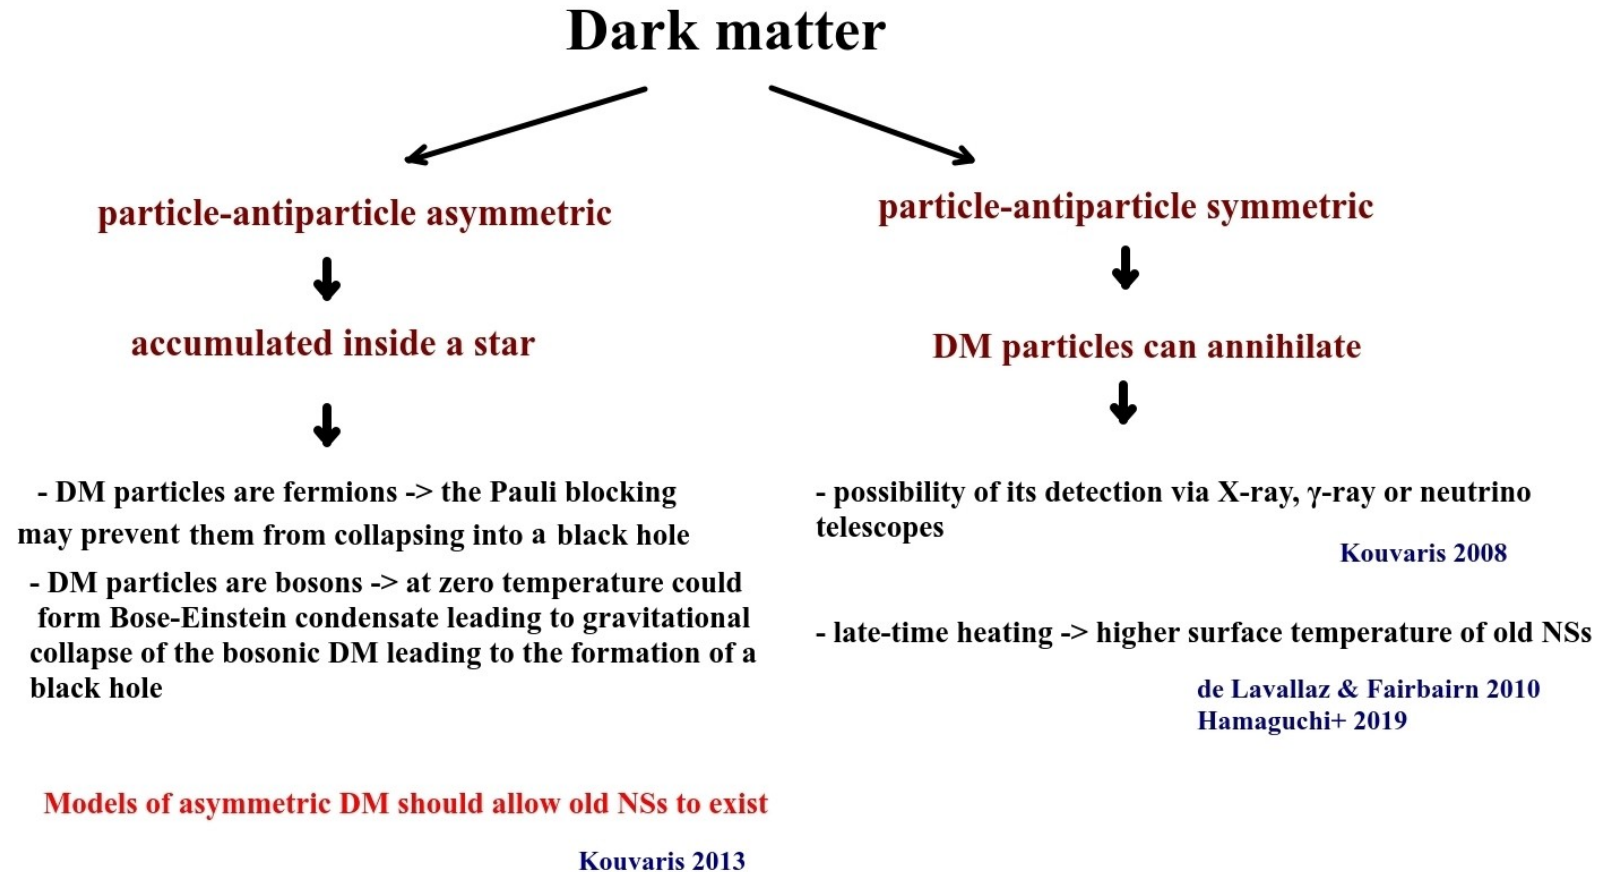 Dark matter
particle-antiparticle asymmetric
accumulated inside a star
- DM particles are fermions -> the Pauli blocking
may prevent them from collapsing into a black hole
- DM particles are bosons -> at zero temperature could
form Bose-Einstein condensate leading to gravitational
collapse of the bosonic DM leading to the formation of a
black hole
Models of asymmetric DM should allow old NSs to exist
Kouvaris 2013
particle-antiparticle symmetric
DM particles can annihilate
- possibility of its detection via X-ray, γ-ray or neutrino
telescopes
Kouvaris 2008
- late-time heating -> higher surface temperature of old NSs
de Lavallaz & Fairbairn 2010
Hamaguchi+ 2019